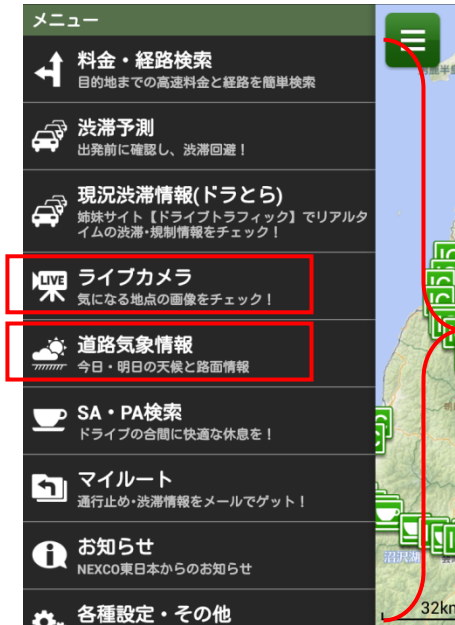 メニュー
料金・経路検索
目的地までの高速料金と経路を簡単検索
渋滞予測
出発前に確認し、渋滞回避！
現況渋滞情報(ドラとら)
姉妹サイト【ドライブトラフィック】でリアルタ
イムの渋滞・規制情報をチェック！
LIVE
ライブカメラ
気になる地点の画像をチェック！
道路気象情報
今日・明日の天候と路面情報
SA・PA検索
ドライブの合間に快適な休息を！
マイルート
通行止め・渋滞情報をメールでゲット！
お知らせ
NEXCO東日本からのお知らせ
各種設定・その他
沼沢湖
32km